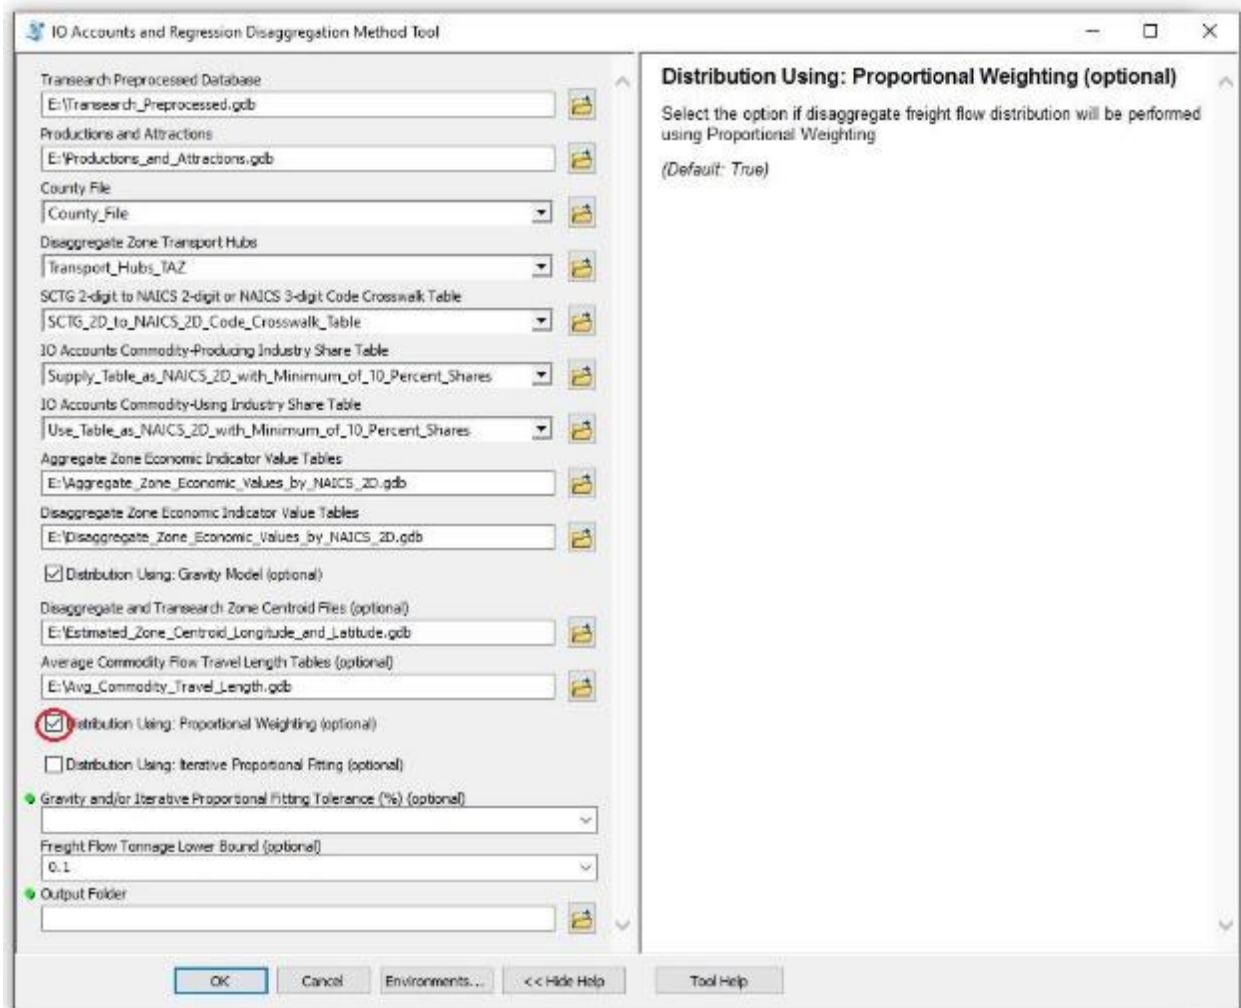 IO Accounts and Regression Disaggregation Method Tool
Transearch Preprocessed Database
E:\Transearch_Preprocessed.gdb
Productions and Attractions
E:\Productions_and_Attractions.gdb
County File
County_File
Disaggregate Zone Transport Hubs
Transport_Hubs_TAZ
SCTG 2-digit to NAICS 2-digit or NAICS 3-digit Code Crosswalk Table
SCTG_2D_to_NAICS_2D_Code_Crosswalk_Table
IO Accounts Commodity-Producing Industry Share Table
Supply_Table_as_NAICS_2D_with_Minimum_of_10_Percent_Shares
IO Accounts Commodity-Using Industry Share Table
Use_Table_as_NAICS_2D_with_Minimum_of_10_Percent_Shares
Aggregate Zone Economic Indicator Value Tables
E:\Aggregate_Zone_Economic_Values_by_NAICS_2D.gdb
Disaggregate Zone Economic Indicator Value Tables
E:\Disaggregate_Zone_Economic_Values_by_NAICS_2D.gdb
Distribution Using: Gravity Model (optional)
Disaggregate and Transearch Zone Centroid Files (optional)
E:\Estimated_Zone_Centroid_Longitude_and_Latitude.gdb
Average Commodity Flow Travel Length Tables (optional)
E:\Avg_Commodity_Travel_Length.gdb
Distribution Using: Proportional Weighting (optional)
Distribution Using: Iterative Proportional Fitting (optional)
Gravity and/or Iterative Proportional Fitting Tolerance (%) (optional)
Freight Flow Tonnage Lower Bound (optional)
0.1
Output Folder
Distribution Using: Proportional Weighting (optional)
Select the option if disaggregate freight flow distribution will be performed
using Proportional Weighting
(Default: True)
OK
Cancel
Environments...
<< Hide Help
Tool Help